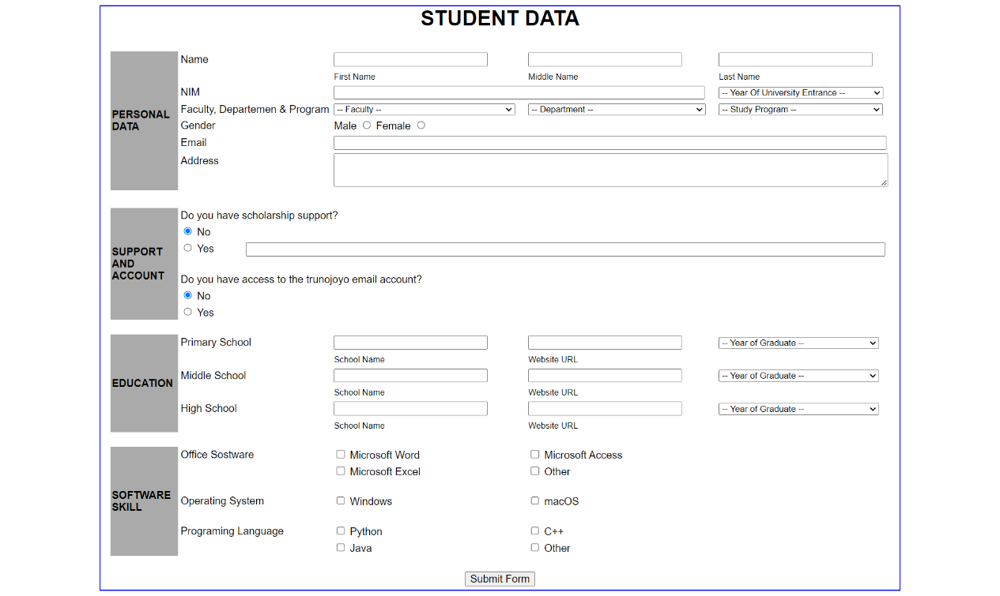 STUDENT DATA
PERSONAL
DATA
Name
First Name Middle Name Last Name
NIM -- Year Of University Entrance --
Faculty, Departemen & Program -- Faculty -- -- Department -- -- Study Program --
Gender Male Female
Email
Address
SUPPORT
AND
ACCOUNT
Do you have scholarship support?
No
Yes
Do you have access to the trunojoyo email account?
No
Yes
EDUCATION
Primary School -- Year of Graduate --
School Name Website URL
Middle School -- Year of Graduate --
School Name Website URL
High School -- Year of Graduate --
School Name Website URL
SOFTWARE
SKILL
Office Sostware Microsoft Word Microsoft Access
Microsoft Excel Other
Operating System Windows macOS
Programing Language Python C++
Java Other
Submit Form